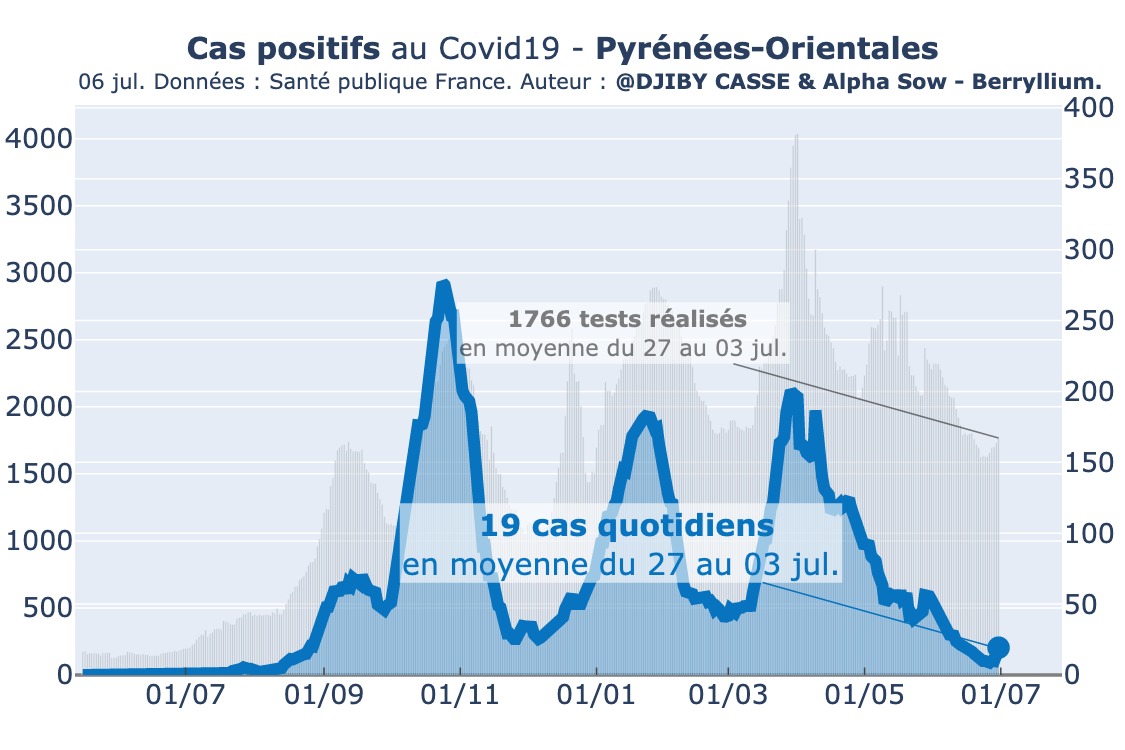 Cas positifs au Covid19 - Pyrénées-Orientales
06 jul. Données : Santé publique France. Auteur : @DJIBY CASSE & Alpha Sow - Berryllium.
400
4000
350
3500
300
3000
1766 tests réalisés
250
2500
en moyenne du 27 au 03 jul.
200
2000
150
1500
19 cas quotidiens
100
1000
en moyenne du 27 au 03 jul.
50
500
0
0
01/07 01/09 01/11 01/01 01/03 01/05 01/07